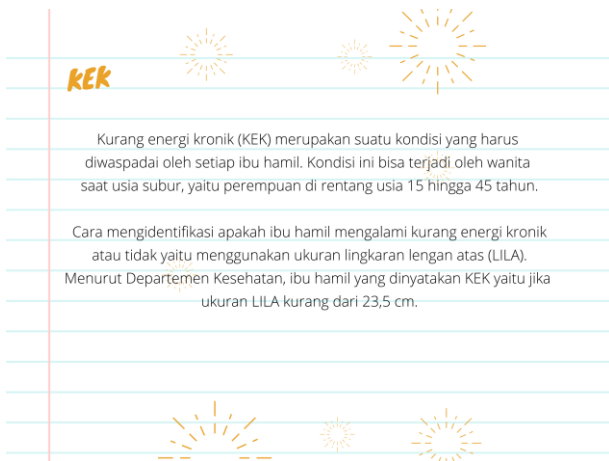 KEK
Kurang energi kronik (KEK) merupakan suatu kondisi yang harus
diwaspadai oleh setiap ibu hamil. Kondisi ini bisa terjadi oleh wanita
saat usia subur, yaitu perempuan di rentang usia 15 hingga 45 tahun.
Cara mengidentifikasi apakah ibu hamil mengalami kurang energi kronik
atau tidak yaitu menggunakan ukuran lingkaran lengan atas (LILA).
Menurut Departemen Kesehatan, ibu hamil yang dinyatakan KEK yaitu jika
ukuran LILA kurang dari 23,5 cm.